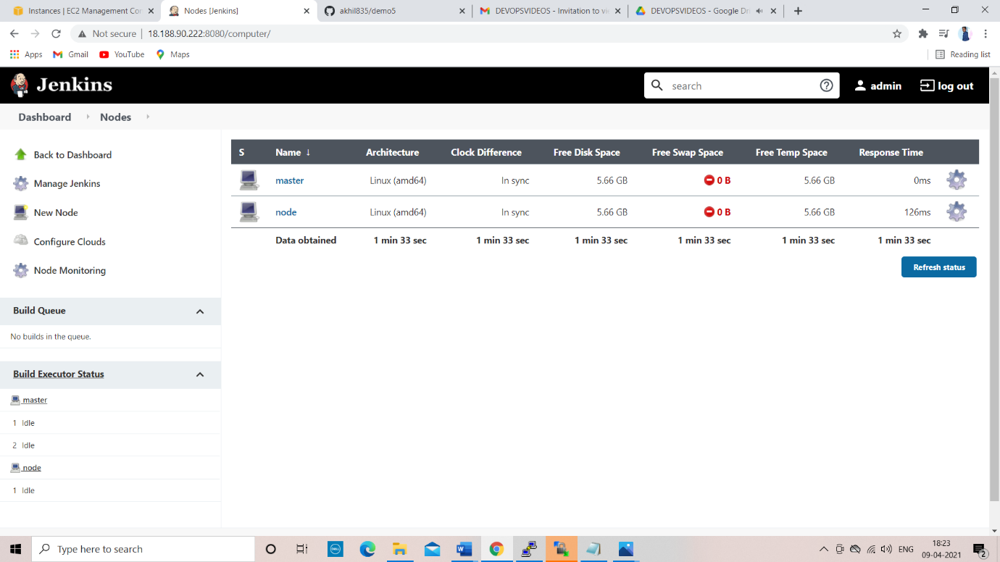 Instances | EC2 Management Con
Nodes [Jenkins]
akhil835/demo5
DEVOPSVIDEOS - Invitation to vie
DEVOPSVIDEOS - Google Dri
Not secure
18.188.90.222:8080/computer/
Apps
Gmail
YouTube
Maps
Reading list
Jenkins
search
admin
log out
Dashboard
Nodes
Back to Dashboard
Manage Jenkins
New Node
Configure Clouds
Node Monitoring
Build Queue
No builds in the queue.
Build Executor Status
master
1 Idle
2 Idle
node
1 Idle
S Name ↓ Architecture Clock Difference Free Disk Space Free Swap Space Free Temp Space Response Time
master Linux (amd64) In sync 5.66 GB 0 B 5.66 GB 0ms
node Linux (amd64) In sync 5.66 GB 0 B 5.66 GB 126ms
Data obtained 1 min 33 sec 1 min 33 sec 1 min 33 sec 1 min 33 sec 1 min 33 sec 1 min 33 sec
Refresh status
Type here to search
DELL
ENG
18:23
09-04-2021
2